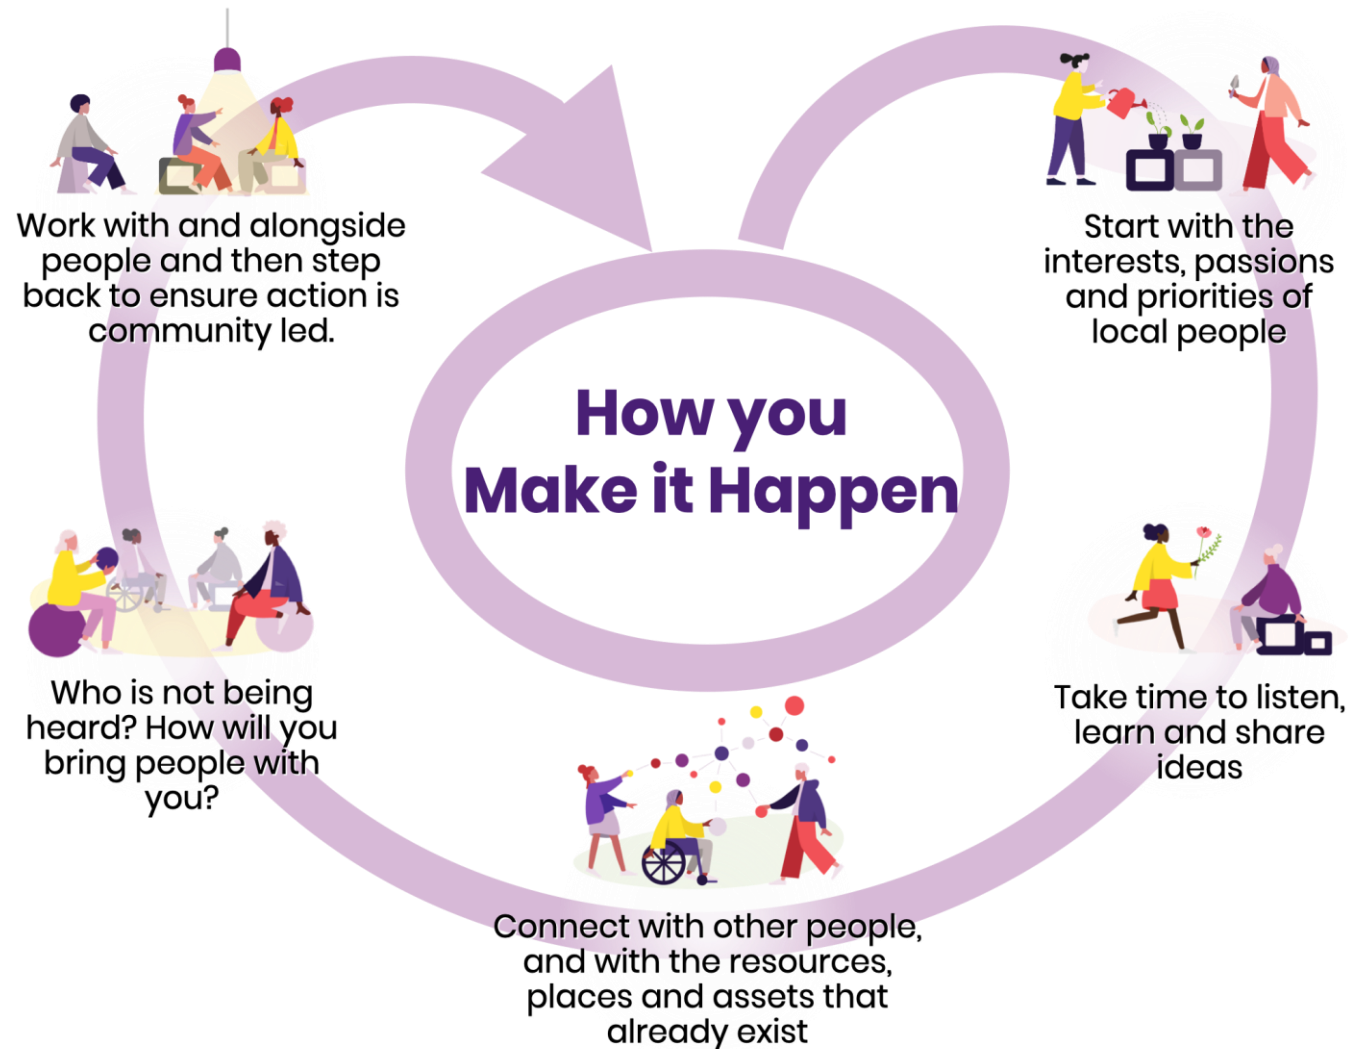 How you
Make it Happen
Start with the
interests, passions
and priorities of
local people
Take time to listen,
learn and share
ideas
Connect with other people,
and with the resources,
places and assets that
already exist
Who is not being
heard? How will you
bring people with
you?
Work with and alongside
people and then step
back to ensure action is
community led.